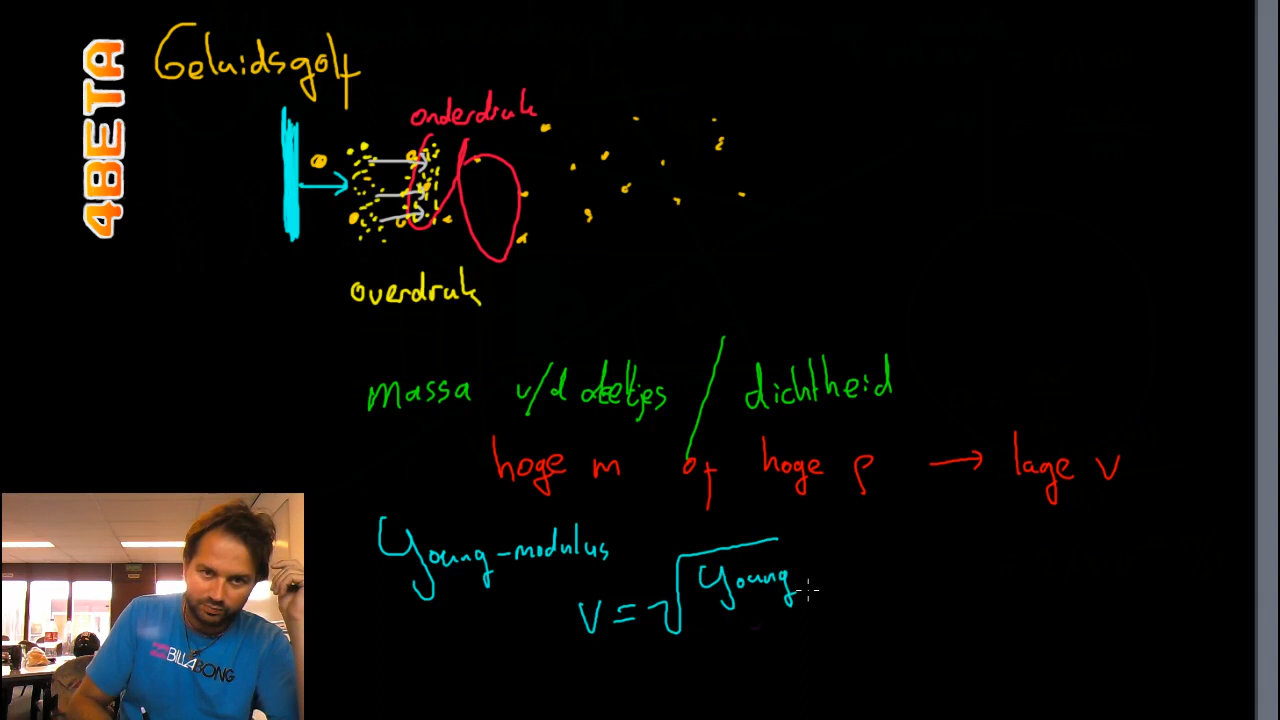 4BETA
Geluidsgolf
onderdruk
overdruk
massa v/d deeltjes / dichtheid
hoge m of hoge ρ → lage v
Young-modulus
v = √Young
BILLABONG